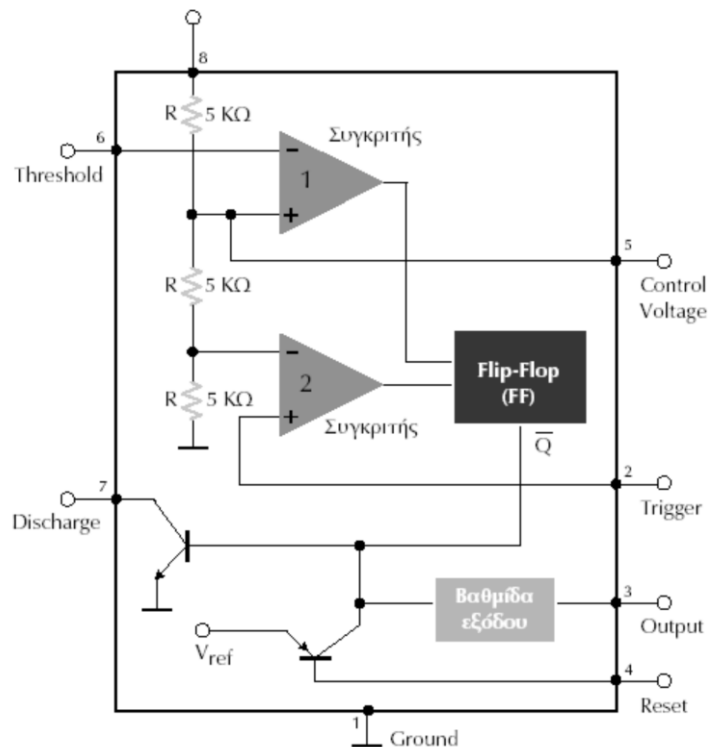 8
R 5 KΩ
6
Threshold
Συγκριτής
−
1
+
5
Control
Voltage
R 5 KΩ
−
2
+
R 5 KΩ
Συγκριτής
Flip-Flop
(FF)
Q̅
2
Trigger
7
Discharge
Βαθμίδα
εξόδου
3
Output
Vref
4
Reset
1
Ground